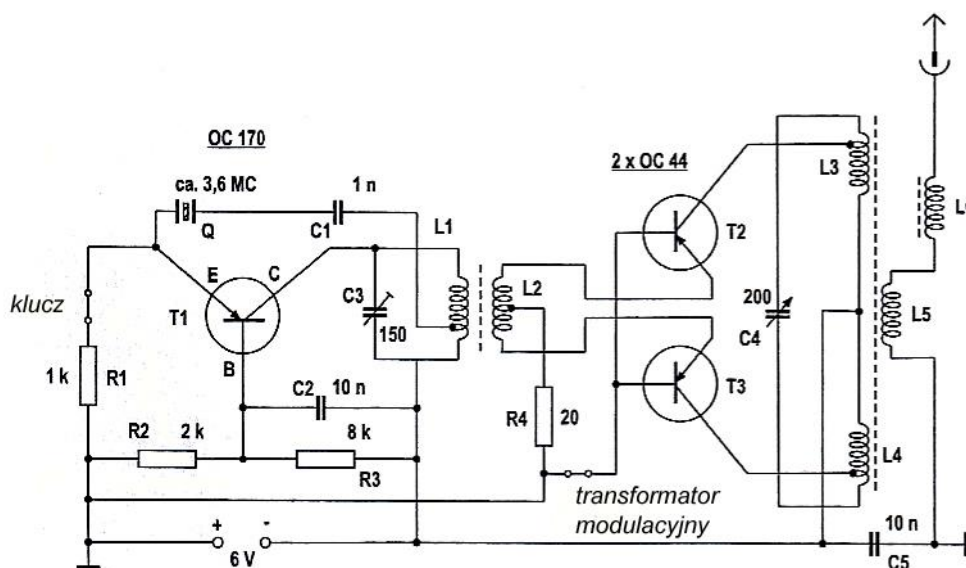 OC 170
ca. 3,6 MC
1 n
Q
C1
L1
2 x OC 44
L3
T2
L2
E
C
C3
150
klucz
T1
200
C4
L5
B
1 k
R1
C2
10 n
T3
R4
20
R2
2 k
8 k
R3
L4
transformator
modulacyjny
+
-
6 V
10 n
C5